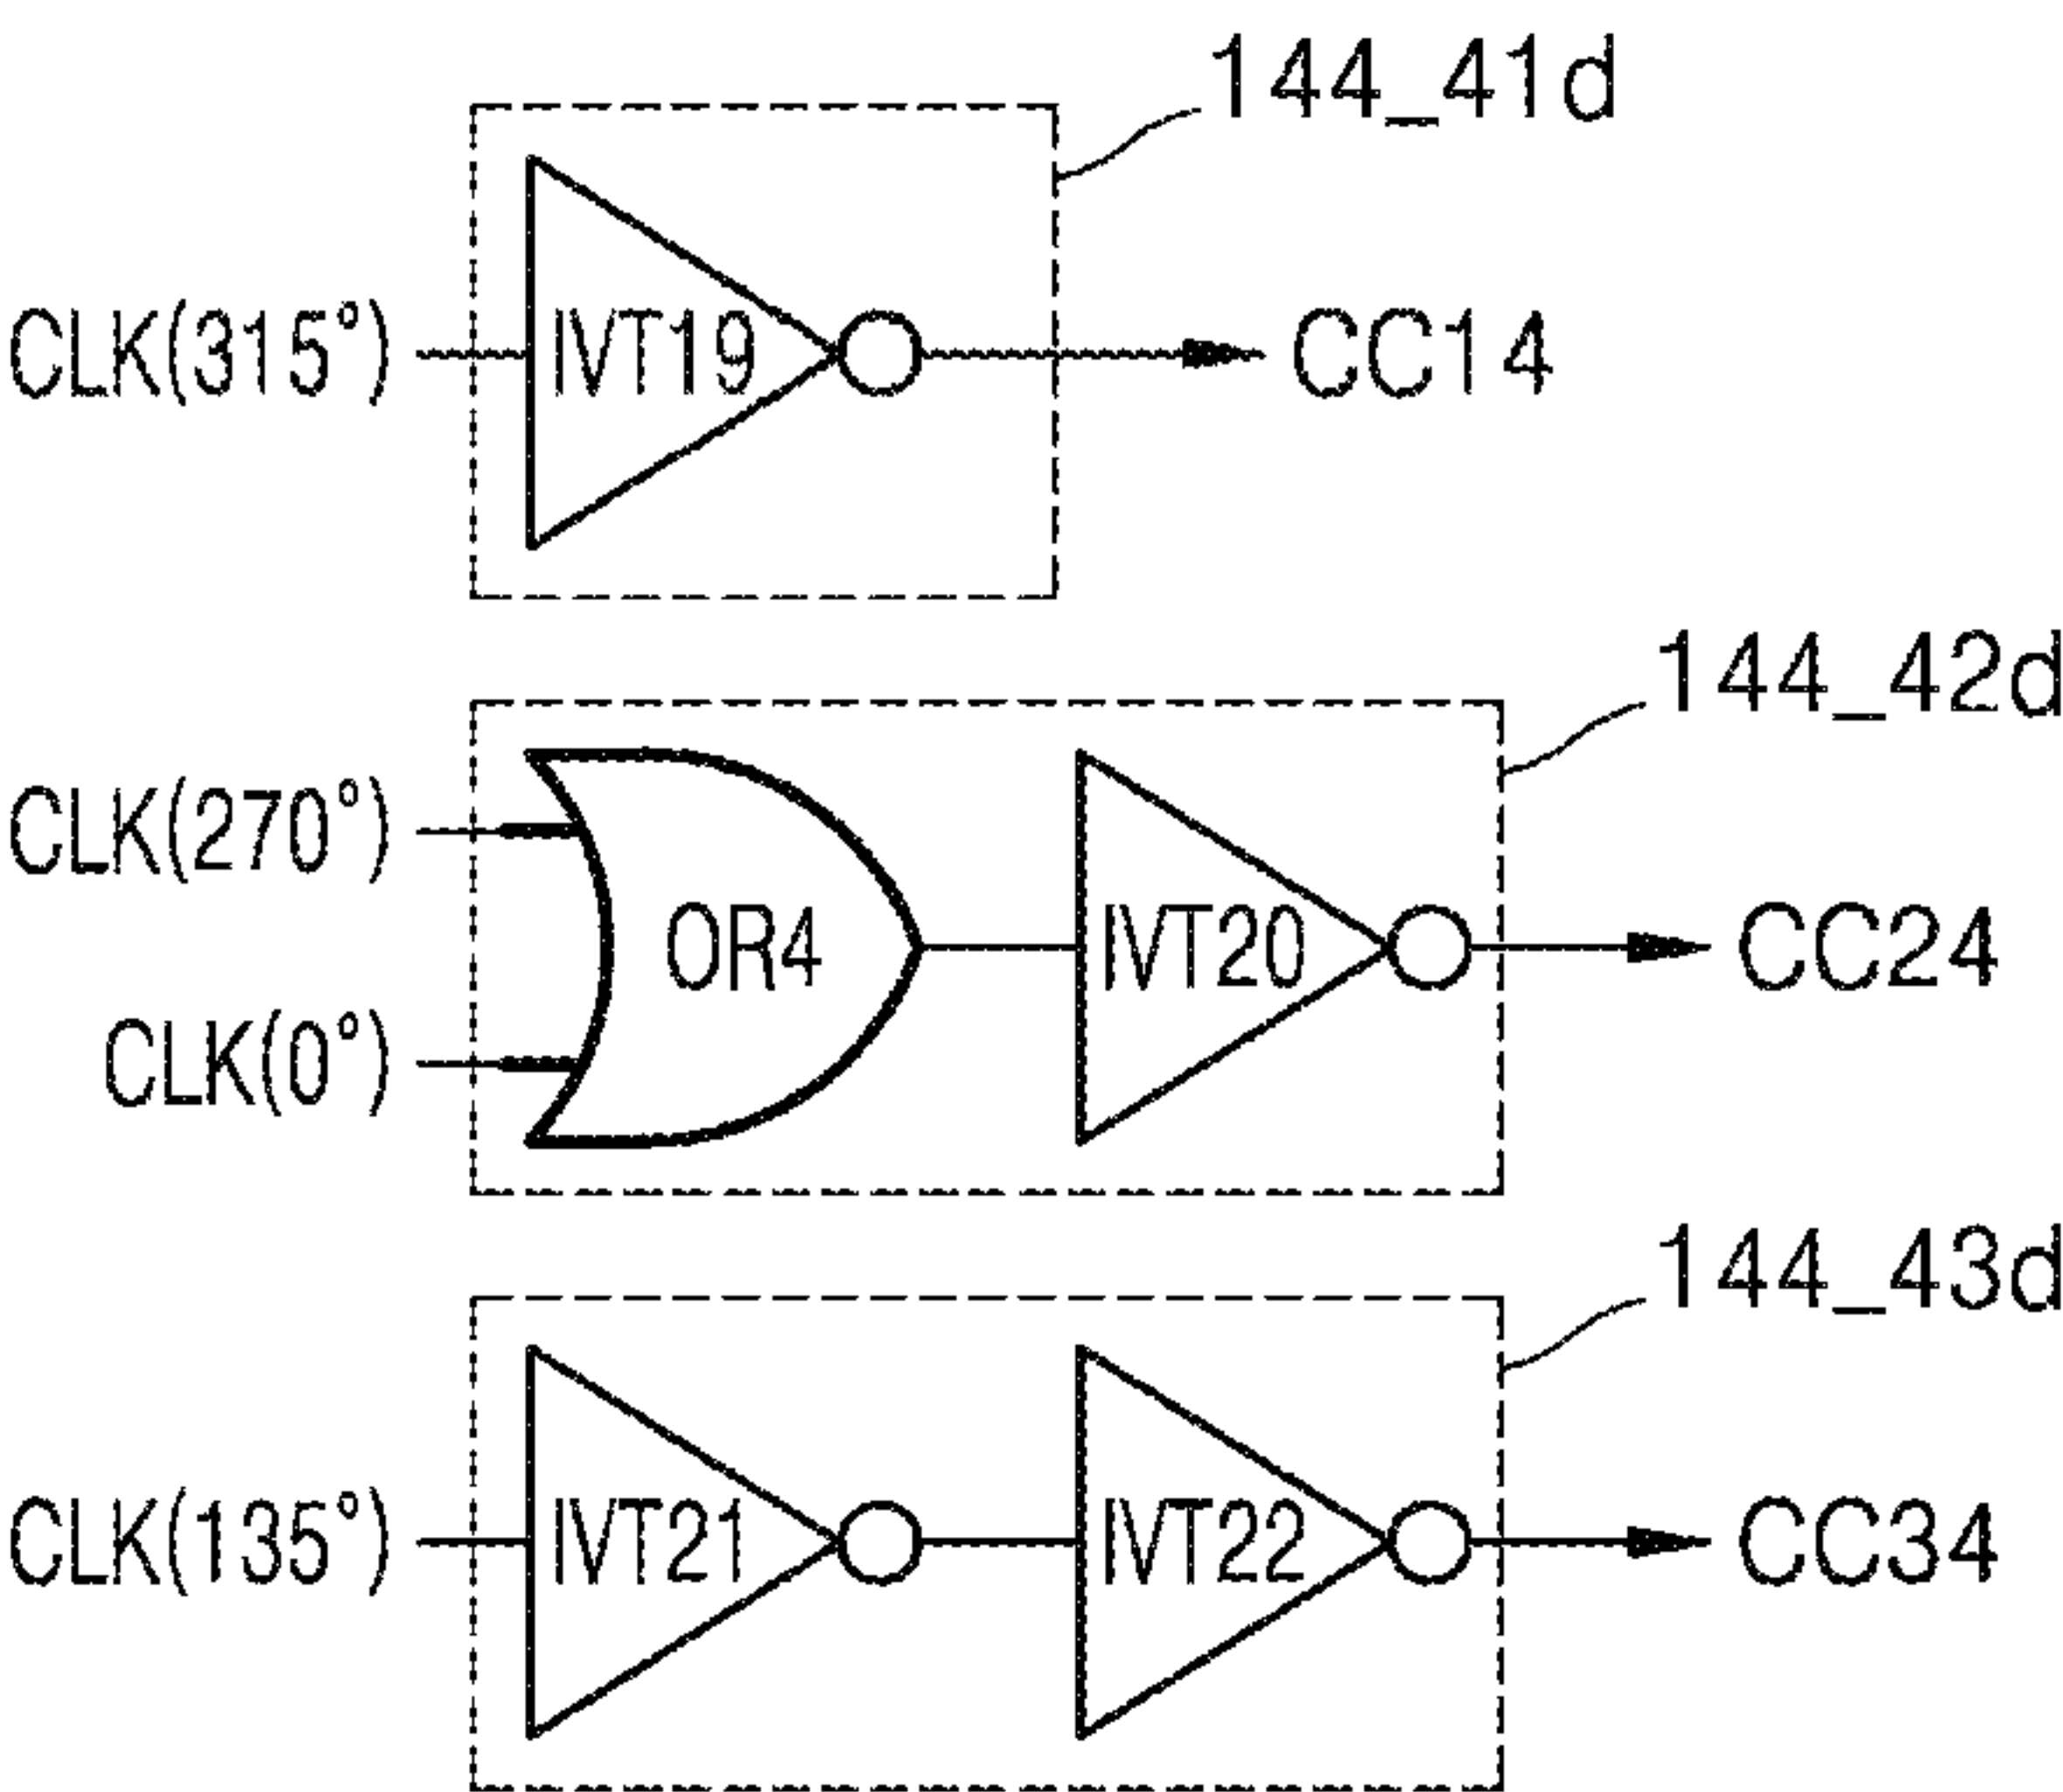 144_41d
CLK(315°) IVT19 CC14
144_42d
CLK(270°)
OR4 IVT20 CC24
CLK(0°)
144_43d
CLK(135°) IVT21 IVT22 CC34